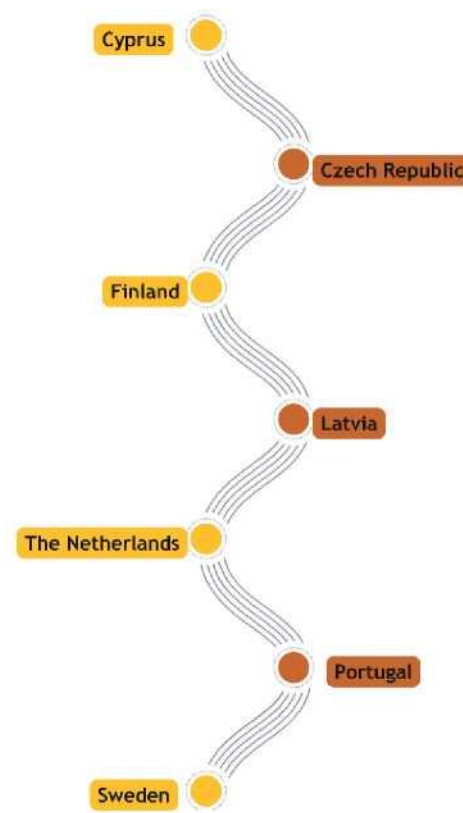 Cyprus
Czech Republic
Finland
Latvia
The Netherlands
Portugal
Sweden